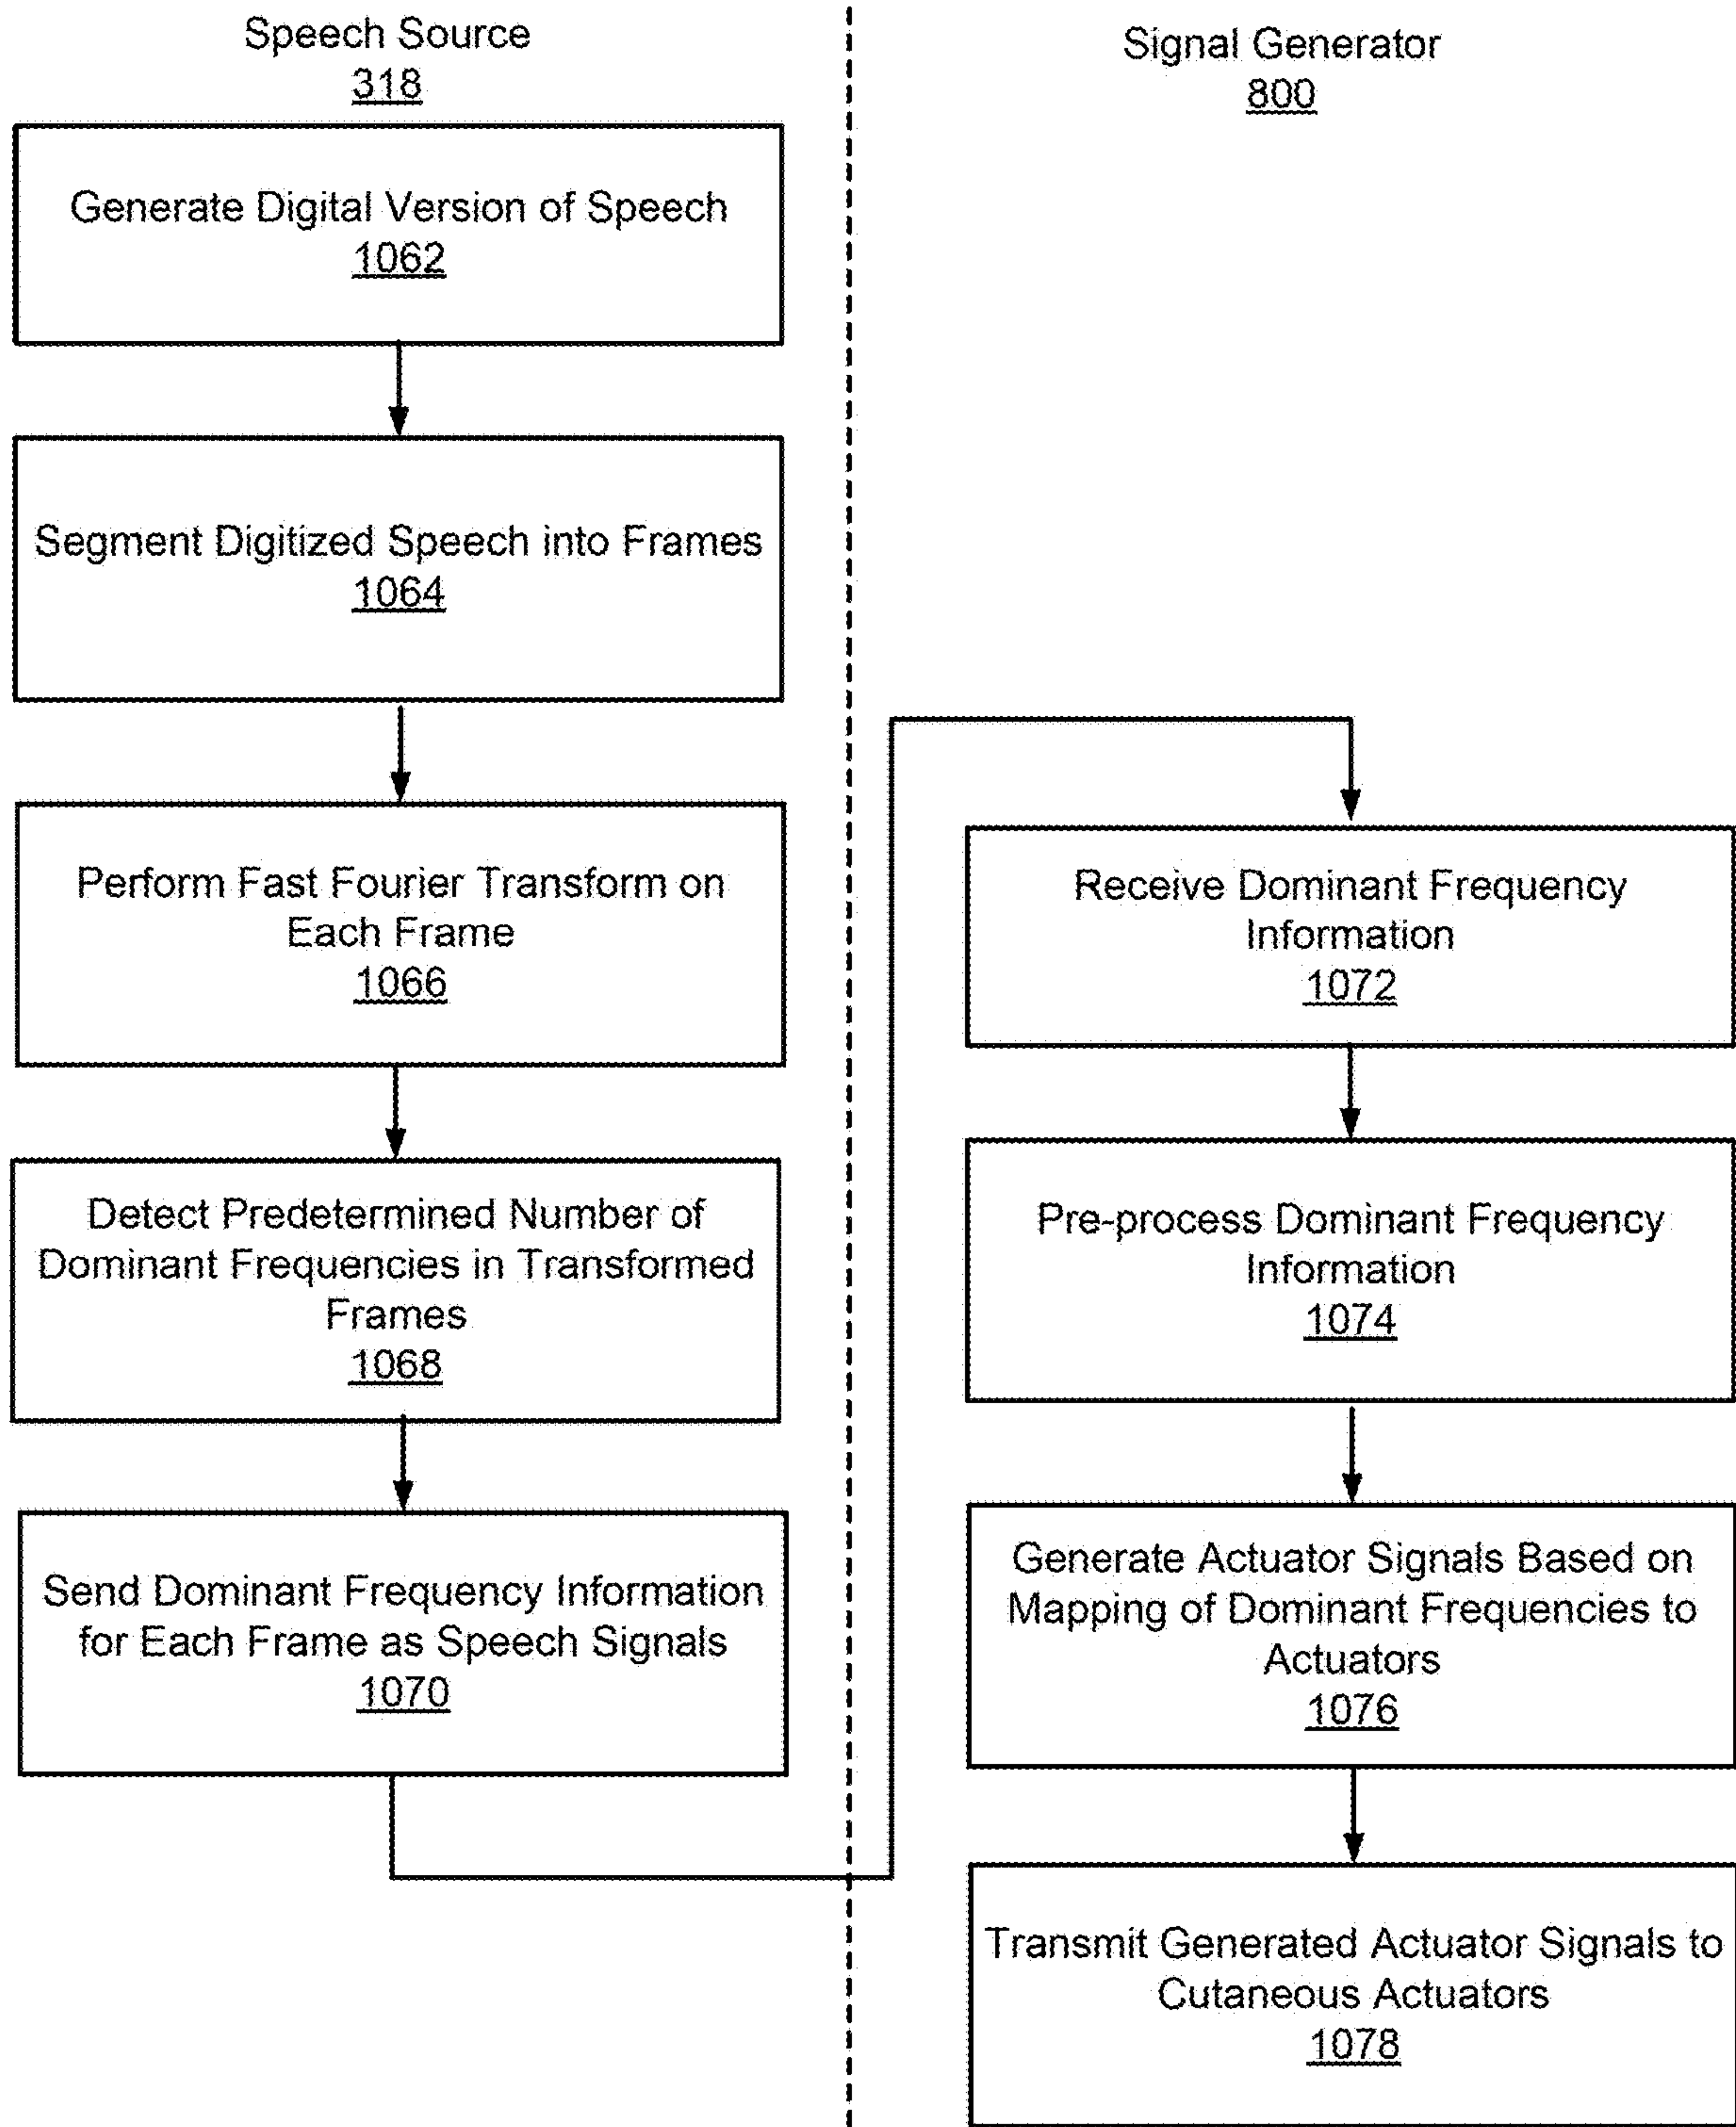 Speech Source
318
Generate Digital Version of Speech
1062
Segment Digitized Speech into Frames
1064
Perform Fast Fourier Transform on
Each Frame
1066
Detect Predetermined Number of
Dominant Frequencies in Transformed
Frames
1068
Send Dominant Frequency Information
for Each Frame as Speech Signals
1070
Signal Generator
800
Receive Dominant Frequency
Information
1072
Pre-process Dominant Frequency
Information
1074
Generate Actuator Signals Based on
Mapping of Dominant Frequencies to
Actuators
1076
Transmit Generated Actuator Signals to
Cutaneous Actuators
1078